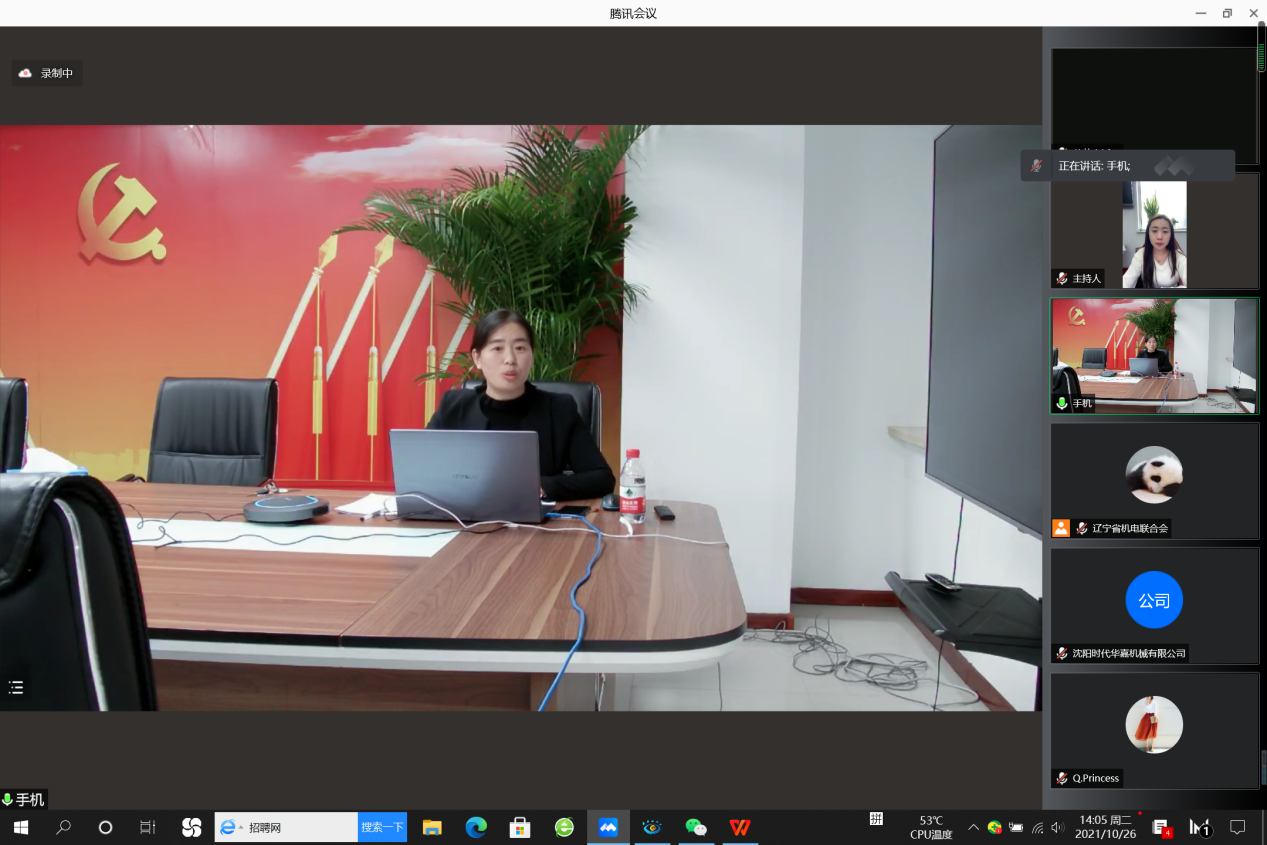 腾讯会议
录制中
正在讲话: 手机;
主持人
手机
辽宁省机电联合会
公司
沈阳时代华嘉机械有限公司
Q.Princess
手机
招聘网
搜索一下
拼
53℃
CPU温度
14:05 周二
2021/10/26
4
1